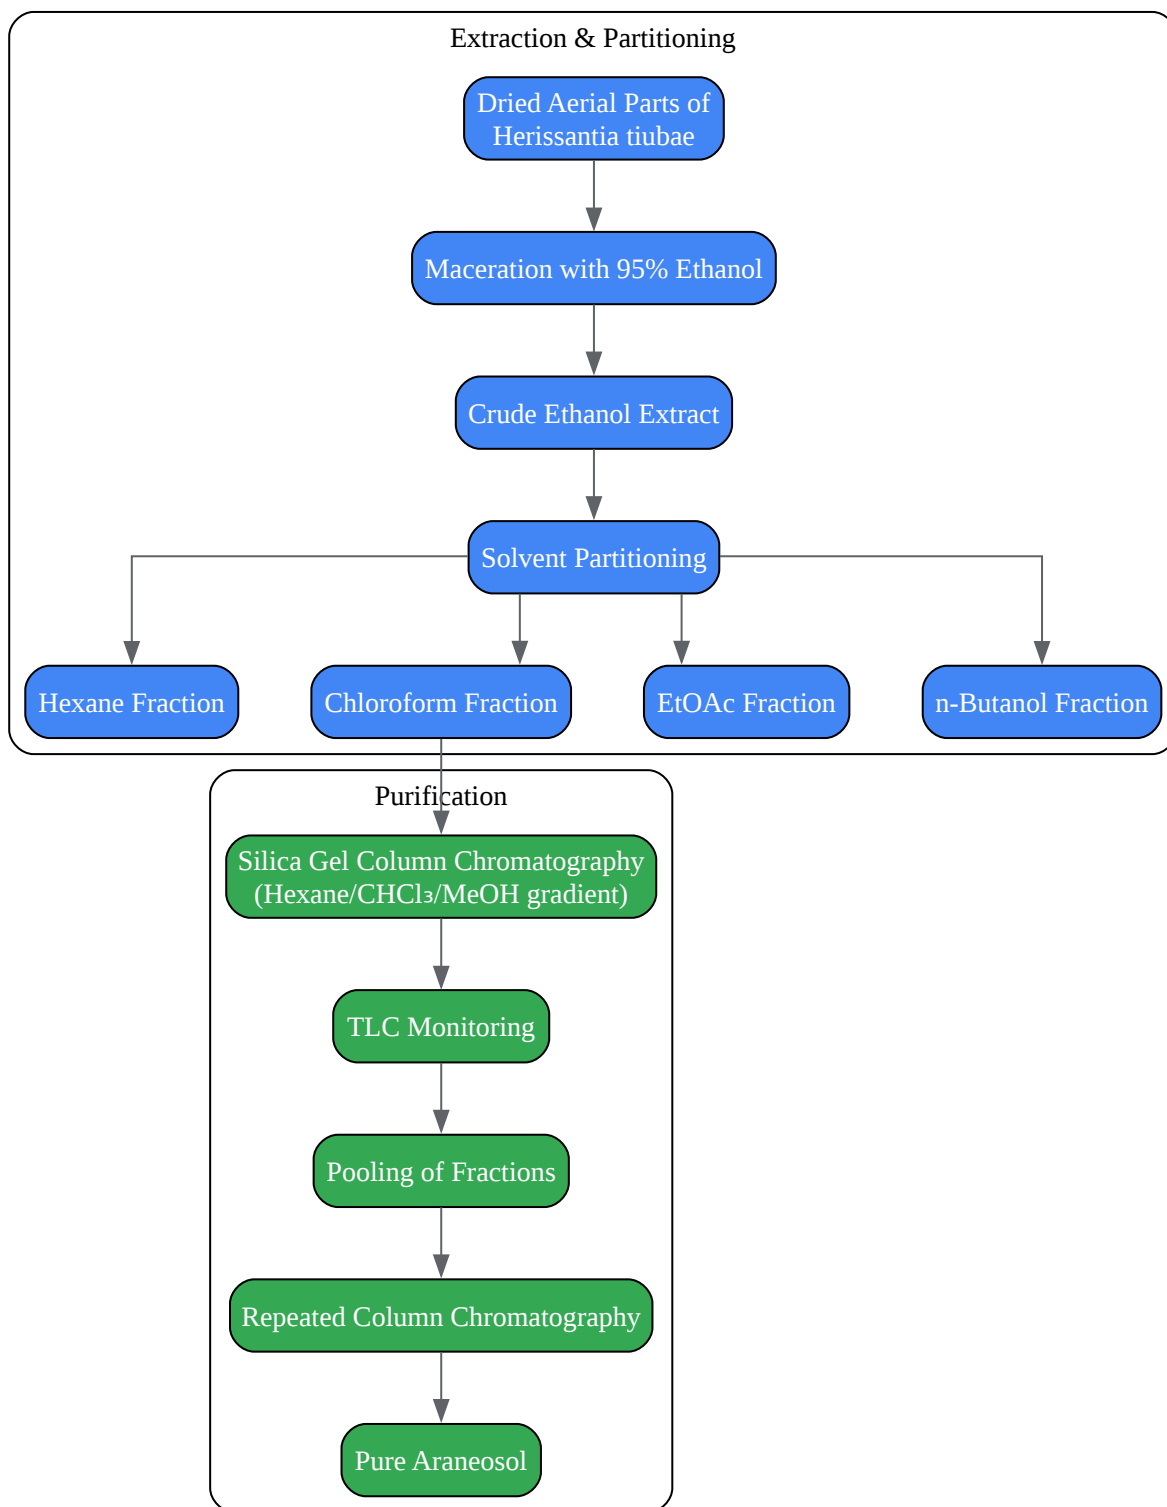 Extraction & Partitioning
Dried Aerial Parts of
Herissantia tiubae
Maceration with 95% Ethanol
Crude Ethanol Extract
Solvent Partitioning
Hexane Fraction
Chloroform Fraction
EtOAc Fraction
n-Butanol Fraction
Purification
Silica Gel Column Chromatography
(Hexane/CHCl₃/MeOH gradient)
TLC Monitoring
Pooling of Fractions
Repeated Column Chromatography
Pure Araneosol